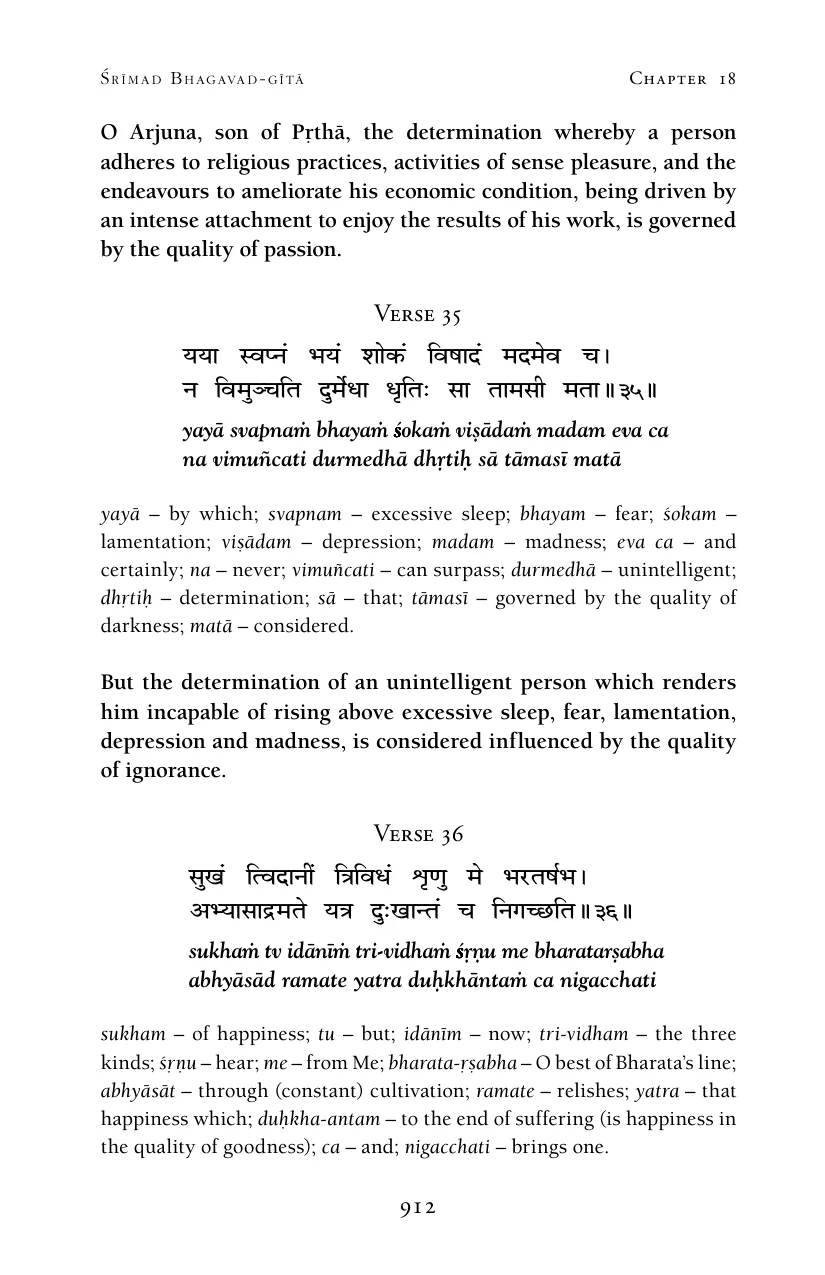 Śrīmad Bhagavad-gītā Chapter 18
O Arjuna, son of Pṛthā, the determination whereby a person
adheres to religious practices, activities of sense pleasure, and the
endeavours to ameliorate his economic condition, being driven by
an intense attachment to enjoy the results of his work, is governed
by the quality of passion.
Verse 35
यया स्वप्नं भयं शोकं विषादं मदमेव च।
न विमुञ्चति दुर्मेधा धृतिः सा तामसी मता॥३५॥
yayā svapnaṁ bhayaṁ śokaṁ viṣādaṁ madam eva ca
na vimuñcati durmedhā dhṛtiḥ sā tāmasī matā
yayā – by which; svapnam – excessive sleep; bhayam – fear; śokam –
lamentation; viṣādam – depression; madam – madness; eva ca – and
certainly; na – never; vimuñcati – can surpass; durmedhā – unintelligent;
dhṛtiḥ – determination; sā – that; tāmasī – governed by the quality of
darkness; matā – considered.
But the determination of an unintelligent person which renders
him incapable of rising above excessive sleep, fear, lamentation,
depression and madness, is considered influenced by the quality
of ignorance.
Verse 36
सुखं त्विदानीं त्रिविधं शृणु मे भरतर्षभ।
अभ्यासाद्रमते यत्र दुःखान्तं च निगच्छति॥३६॥
sukhaṁ tv idānīṁ tri-vidhaṁ śṛṇu me bharatarṣabha
abhyāsād ramate yatra duḥkhāntaṁ ca nigacchati
sukham – of happiness; tu – but; idānīm – now; tri-vidham – the three
kinds; śṛṇu – hear; me – from Me; bharata-ṛṣabha – O best of Bharata's line;
abhyāsāt – through (constant) cultivation; ramate – relishes; yatra – that
happiness which; duḥkha-antam – to the end of suffering (is happiness in
the quality of goodness); ca – and; nigacchati – brings one.
912